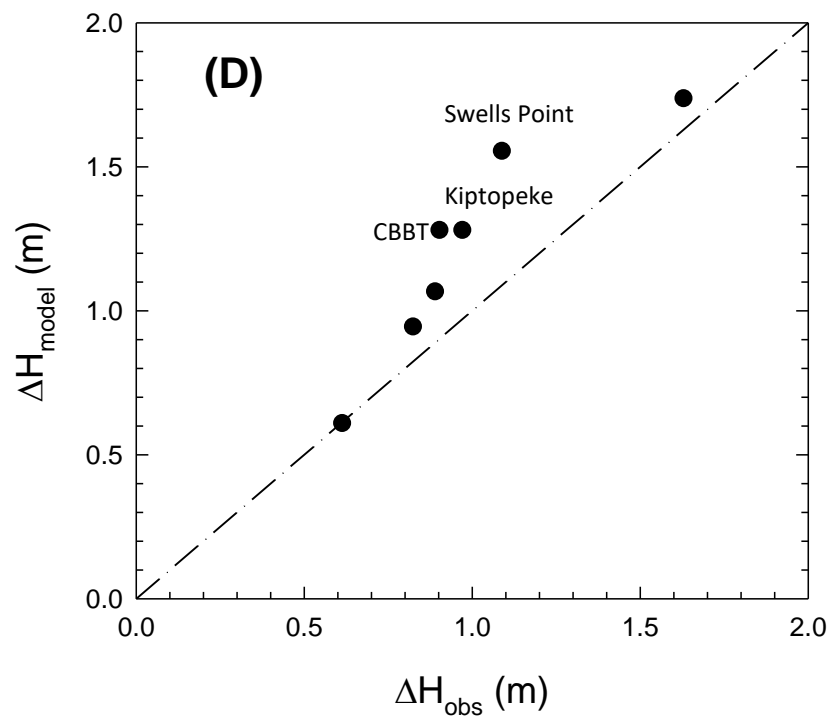 2.0
(D)
Swells Point
1.5
Kiptopeke
CBBT
ΔHmodel (m)
1.0
0.5
0.0
0.0 0.5 1.0 1.5 2.0
ΔHobs (m)